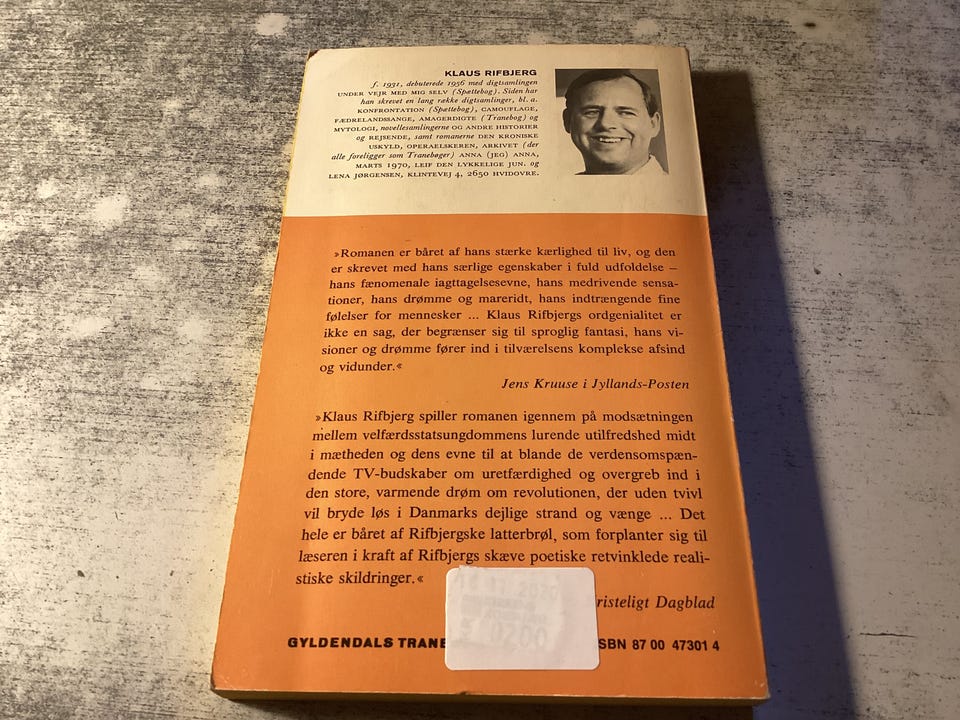 KLAUS RIFBJERG
f. 1931, debuterede 1956 med digtsamlingen
UNDER VEJR MED MIG SELV (Spættebog). Siden har
han skrevet en lang række digtsamlinger, bl. a.
KONFRONTATION (Spættebog), CAMOUFLAGE,
FÆDRELANDSSANGE, AMAGERDIGTE (Tranebog) og
MYTOLOGI, novellesamlingerne OG ANDRE HISTORIER
og REJSENDE, samt romanerne DEN KRONISKE
USKYLD, OPERAELSKEREN, ARKIVET (der
alle foreligger som Tranebøger) ANNA (JEG) ANNA,
MARTS 1970, LEIF DEN LYKKELIGE JUN. og
LENA JØRGENSEN, KLINTEVEJ 4, 2650 HVIDOVRE.
»Romanen er båret af hans stærke kærlighed til liv, og den
er skrevet med hans særlige egenskaber i fuld udfoldelse –
hans fænomenale iagttagelsesevne, hans medrivende sensa-
tioner, hans drømme og mareridt, hans indtrængende fine
følelser for mennesker ... Klaus Rifbjergs ordgenialitet er
ikke en sag, der begrænser sig til sproglig fantasi, hans vi-
sioner og drømme fører ind i tilværelsens komplekse afsind
og vidunder.«
Jens Kruuse i Jyllands-Posten
»Klaus Rifbjerg spiller romanen igennem på modsætningen
mellem velfærdsstatsungdommens lurende utilfredshed midt
i mætheden og dens evne til at blande de verdensomspæn-
dende TV-budskaber om uretfærdighed og overgreb ind i
den store, varmende drøm om revolutionen, der uden tvivl
vil bryde løs i Danmarks dejlige strand og vænge ... Det
hele er båret af Rifbjergske latterbrøl, som forplanter sig til
læseren i kraft af Rifbjergs skæve poetiske retvinklede reali-
stiske skildringer.«
risteligt Dagblad
GYLDENDALS TRANE SBN 87 00 47301 4